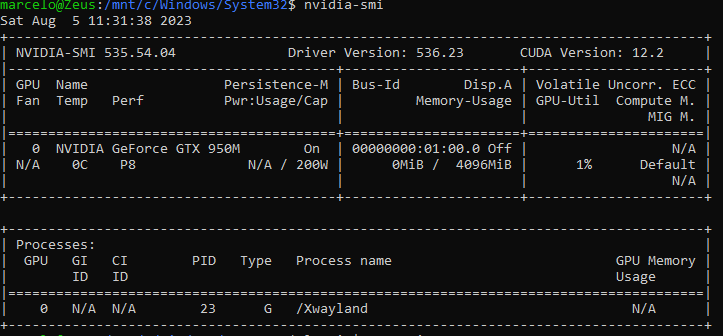 marcelo@Zeus:/mnt/c/Windows/System32$ nvidia-smi
Sat Aug  5 11:31:38 2023
+---------------------------------------------------------------------------------------+
| NVIDIA-SMI 535.54.04              Driver Version: 536.23       CUDA Version: 12.2     |
|-----------------------------------------+----------------------+----------------------+
| GPU  Name                 Persistence-M | Bus-Id        Disp.A | Volatile Uncorr. ECC |
| Fan  Temp   Perf          Pwr:Usage/Cap |         Memory-Usage | GPU-Util  Compute M. |
|                                         |                      |               MIG M. |
|=========================================+======================+======================|
|   0  NVIDIA GeForce GTX 950M        On  | 00000000:01:00.0 Off |                  N/A |
| N/A    0C    P8              N/A / 200W |      0MiB /  4096MiB |      1%      Default |
|                                         |                      |                  N/A |
+-----------------------------------------+----------------------+----------------------+
+---------------------------------------------------------------------------------------+
| Processes:                                                                            |
|  GPU   GI   CI        PID   Type   Process name                            GPU Memory |
|        ID   ID                                                             Usage      |
|=======================================================================================|
|    0   N/A  N/A        23      G   /Xwayland                                 N/A      |